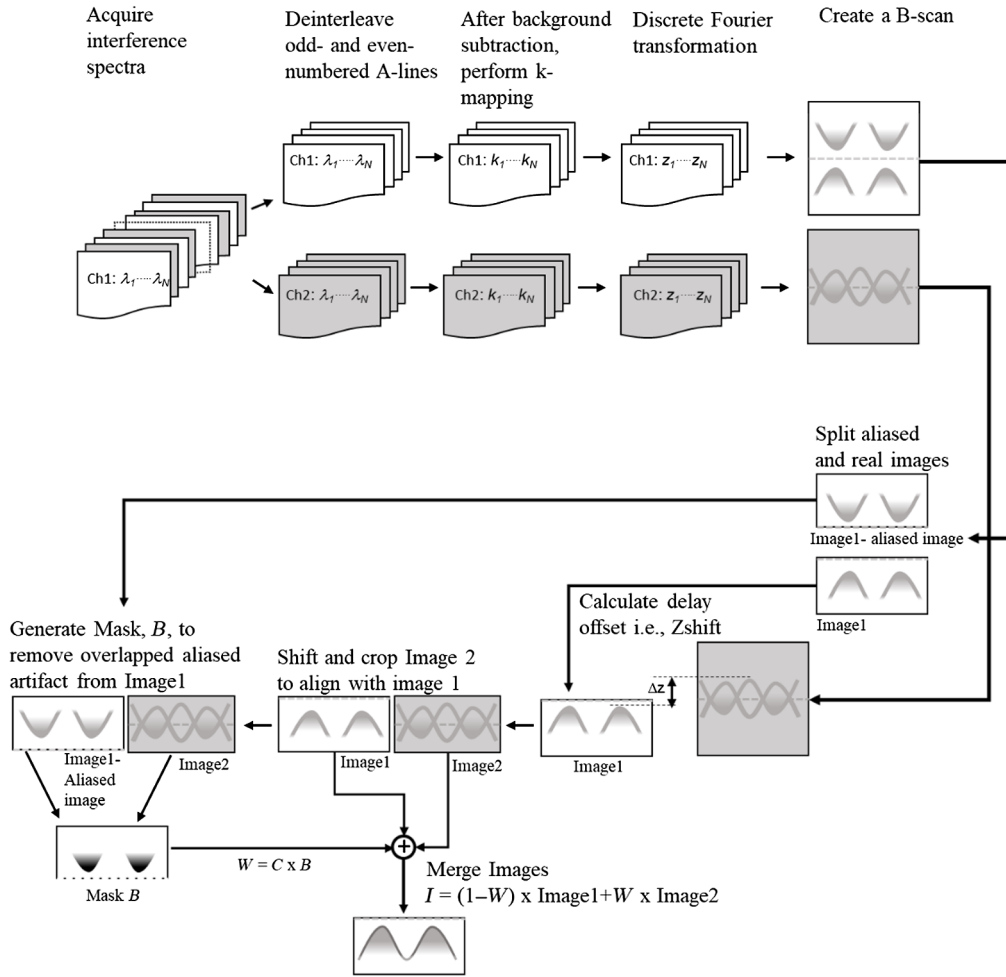 Acquire
interference
spectra
Deinterleave
odd- and even-
numbered A-lines
After background
subtraction,
perform k-
mapping
Discrete Fourier
transformation
Create a B-scan
Ch1: λ1·····λN
Ch1: k1·····kN
Ch1: z1·····zN
Ch1: λ1·····λN
Ch2: λ1·····λN
Ch2: k1·····kN
Ch2: z1·····zN
Split aliased
and real images
Image1- aliased image
Image1
Calculate delay
offset i.e., Zshift
Δz
Image1
Shift and crop Image 2
to align with image 1
Image1
Image2
Generate Mask, B, to
remove overlapped aliased
artifact from Image1
Image1-
Aliased
image
Image2
Mask B
W = C x B
+
Merge Images
I = (1–W) x Image1+W x Image2